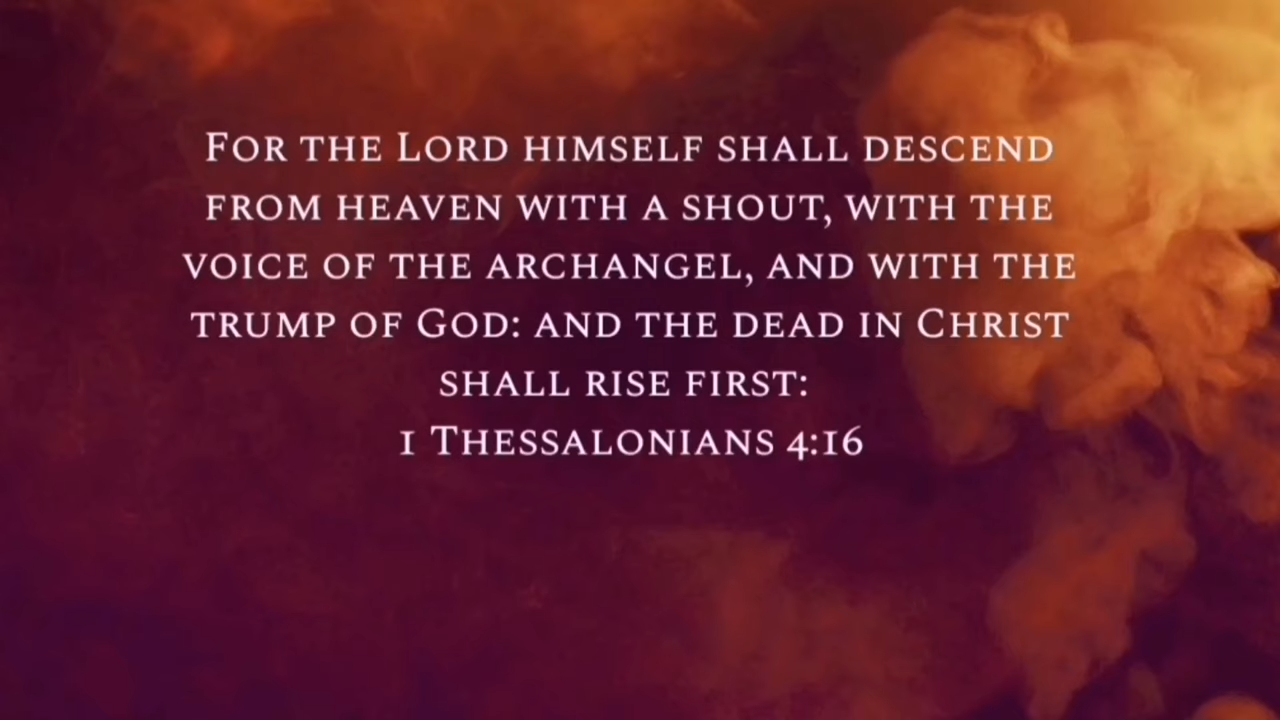 For the Lord himself shall descend
from heaven with a shout, with the
voice of the archangel, and with the
trump of God: and the dead in Christ
shall rise first:
1 Thessalonians 4:16